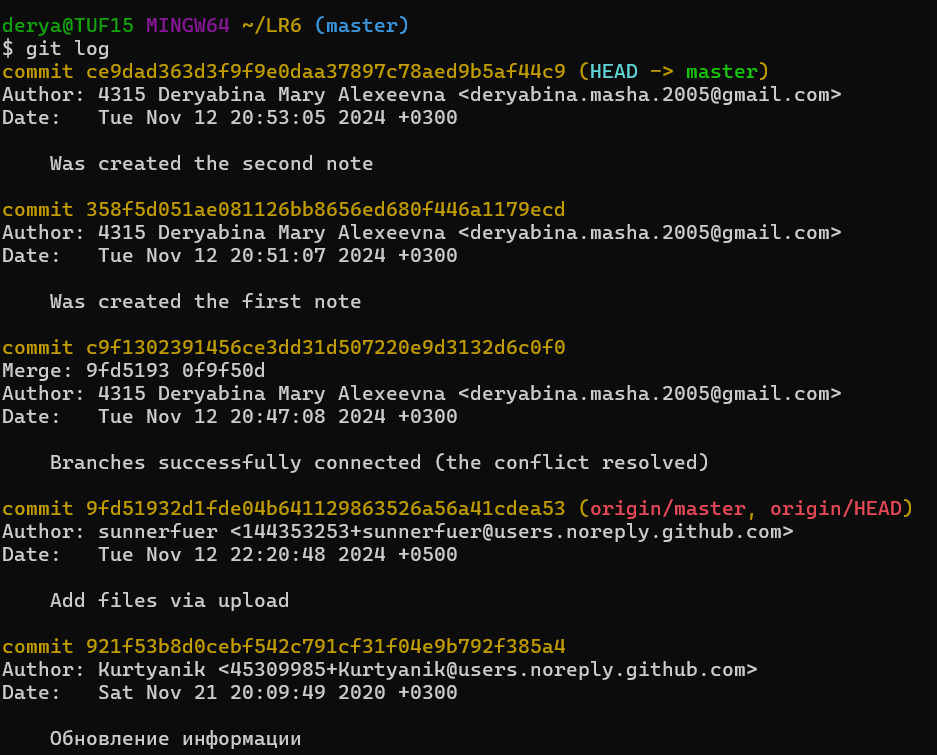 derya@TUF15 MINGW64 ~/LR6 (master)
$ git log
commit ce9dad363d3f9f9e0daa37897c78aed9b5af44c9 (HEAD -> master)
Author: 4315 Deryabina Mary Alexeevna <deryabina.masha.2005@gmail.com>
Date:   Tue Nov 12 20:53:05 2024 +0300

    Was created the second note

commit 358f5d051ae081126bb8656ed680f446a1179ecd
Author: 4315 Deryabina Mary Alexeevna <deryabina.masha.2005@gmail.com>
Date:   Tue Nov 12 20:51:07 2024 +0300

    Was created the first note

commit c9f1302391456ce3dd31d507220e9d3132d6c0f0
Merge: 9fd5193 0f9f50d
Author: 4315 Deryabina Mary Alexeevna <deryabina.masha.2005@gmail.com>
Date:   Tue Nov 12 20:47:08 2024 +0300

    Branches successfully connected (the conflict resolved)

commit 9fd51932d1fde04b641129863526a56a41cdea53 (origin/master, origin/HEAD)
Author: sunnerfuer <144353253+sunnerfuer@users.noreply.github.com>
Date:   Tue Nov 12 22:20:48 2024 +0500

    Add files via upload

commit 921f53b8d0cebf542c791cf31f04e9b792f385a4
Author: Kurtyanik <45309985+Kurtyanik@users.noreply.github.com>
Date:   Sat Nov 21 20:09:49 2020 +0300

    Обновление информации